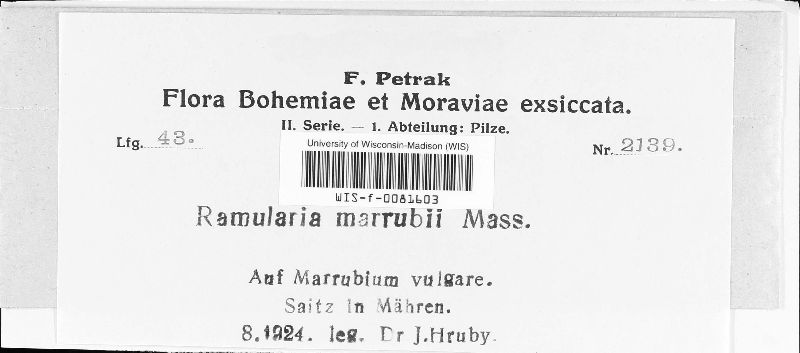 F. Petrak
Flora Bohemiae et Moraviae exsiccata.
II. Serie. — 1. Abteilung: Pilze.
Lfg. 43.
Nr. 2139.
University of Wisconsin-Madison (WIS)
WIS-f-0081603
Ramularia marrubii Mass.
Auf Marrubium vulgare.
Saitz in Mähren.
8.1924. leg. Dr J.Hruby.